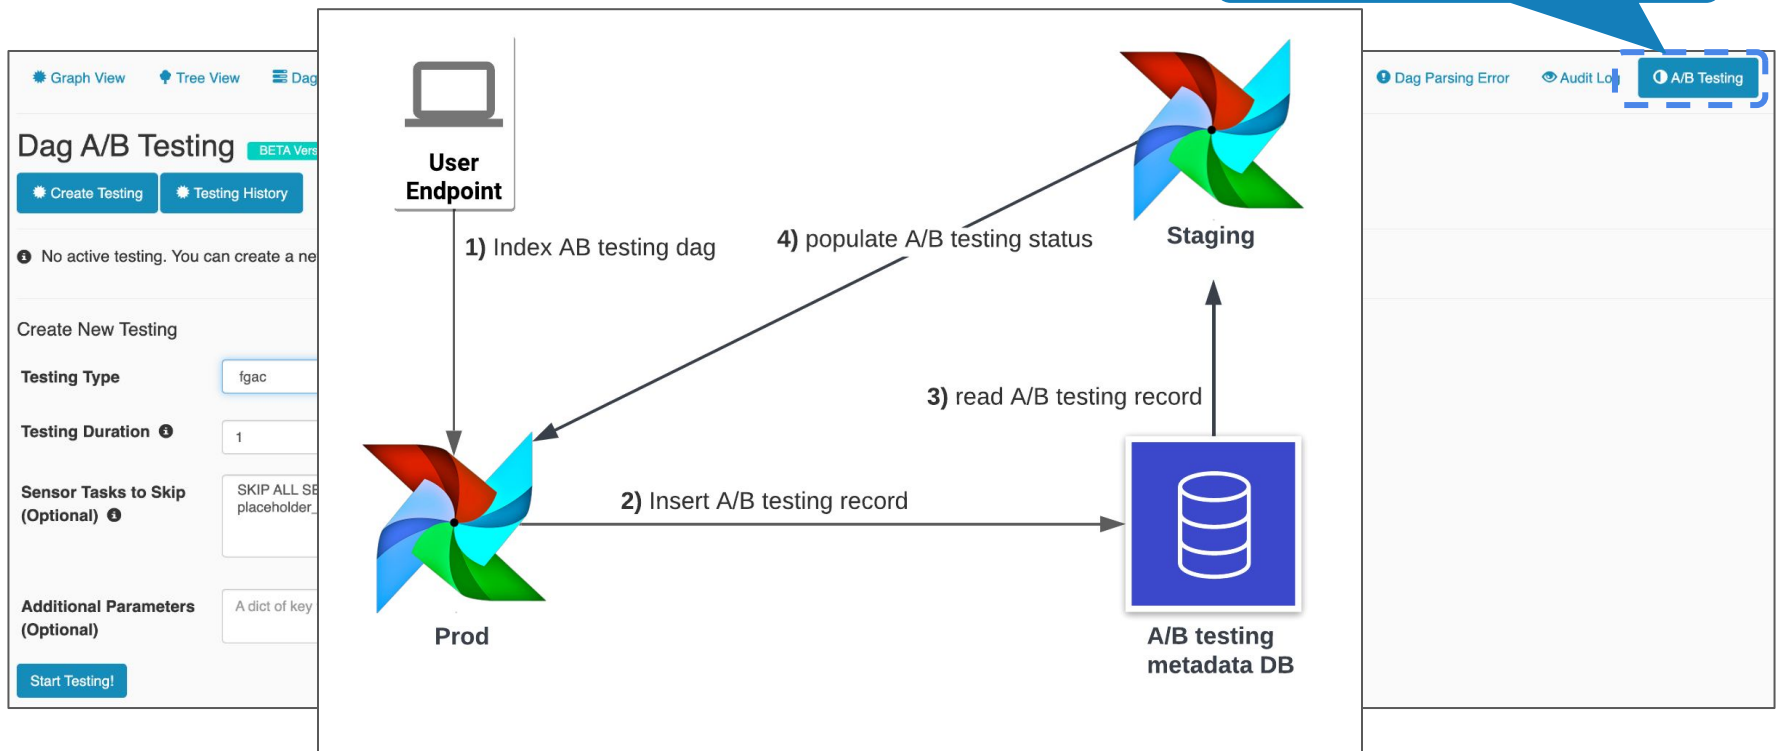 Graph View
Tree View
Dag
Dag Parsing Error
Audit Log
A/B Testing
Dag A/B Testing
BETA Vers
Create Testing
Testing History
No active testing. You can create a ne
Create New Testing
Testing Type
fgac
Testing Duration
1
Sensor Tasks to Skip
(Optional)
SKIP ALL SE
placeholder_
Additional Parameters
(Optional)
A dict of key
Start Testing!
User
Endpoint
1) Index AB testing dag
4) populate A/B testing status
Staging
3) read A/B testing record
2) Insert A/B testing record
Prod
A/B testing
metadata DB